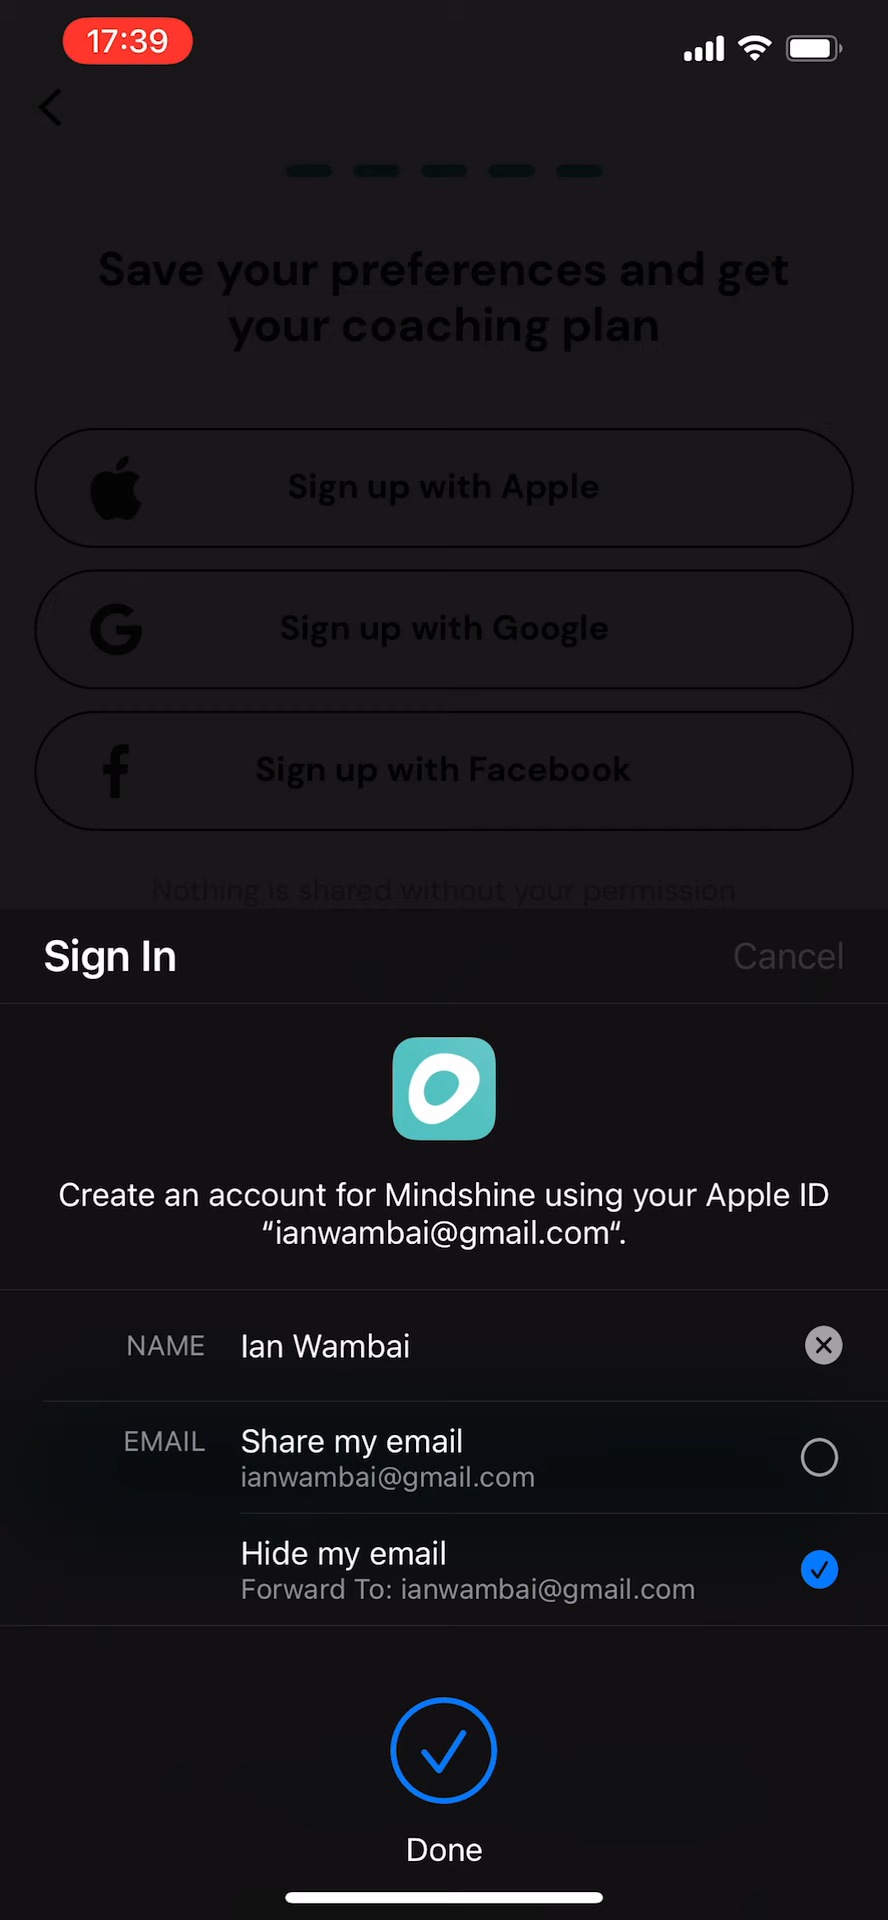 17:39
Save your preferences and get
your coaching plan
Sign up with Apple
Sign up with Google
Sign up with Facebook
Nothing is shared without your permission
Sign In
Cancel
Create an account for Mindshine using your Apple ID
“ianwambai@gmail.com“.
NAME
Ian Wambai
EMAIL
Share my email
ianwambai@gmail.com
Hide my email
Forward To: ianwambai@gmail.com
Done